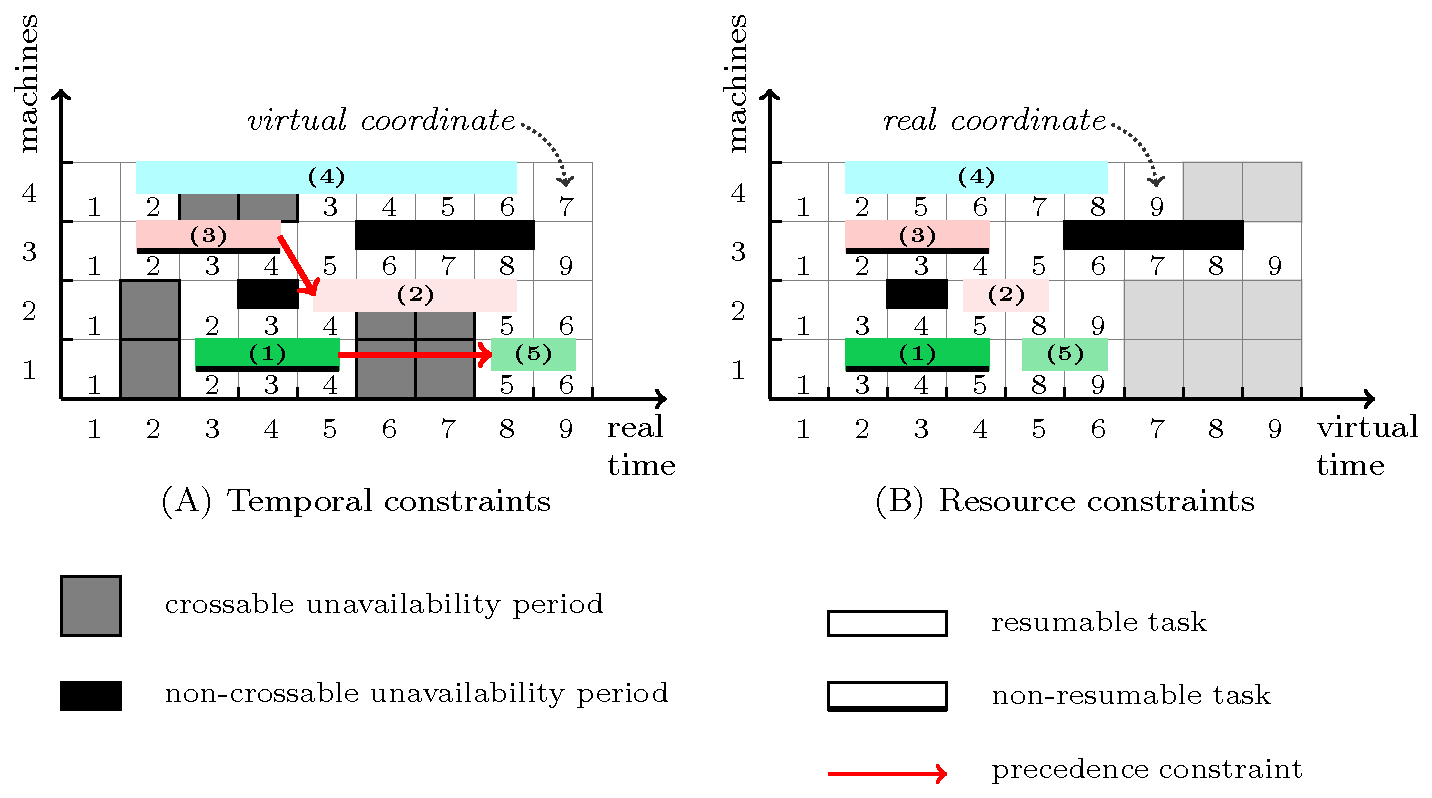 machines machines
virtual coordinate real coordinate
(4) (4)
4 1 2 3 4 5 6 7 4 1 2 5 6 7 8 9
(3) (3)
3 1 2 3 4 5 6 7 8 9 3 1 2 3 4 5 6 7 8 9
(2) (2)
2 1 2 3 4 5 6 2 1 3 4 5 8 9
(1) (5) (1) (5)
1 1 2 3 4 5 6 1 1 3 4 5 8 9
1 2 3 4 5 6 7 8 9 real 1 2 3 4 5 6 7 8 9 virtual
time time
(A) Temporal constraints (B) Resource constraints
crossable unavailability period
resumable task
non-crossable unavailability period
non-resumable task
precedence constraint